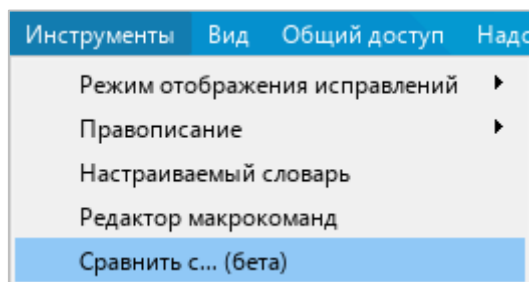 Инструменты Вид Общий доступ
Режим отображения исправлений
Правописание
Настраиваемый словарь
Редактор макрокоманд
Сравнить с... (бета)